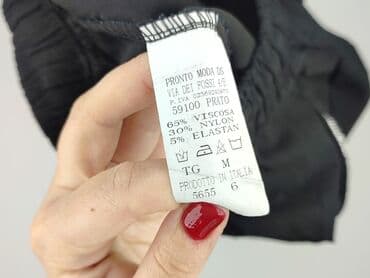 PRONTO MODA DS
VIA DEI FOSSI
P. IVA
59100 PRATO
65% VISCOSA
30% NYLON
5% ELASTAN
TG M
PRODOTTO IN ITALIA
5655 6